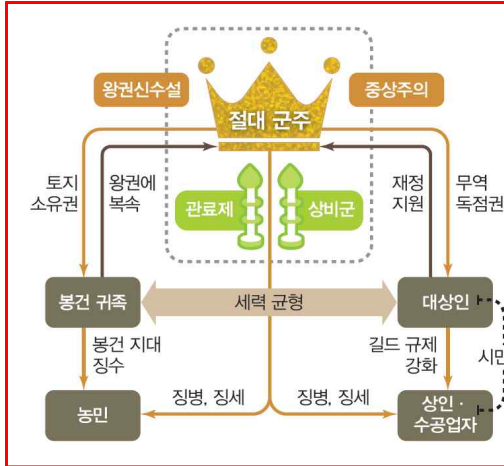 왕권신수설
중상주의
절대 군주
토지
소유권
왕권에
복속
재정
지원
무역
독점권
관료제
상비군
봉건 귀족
세력 균형
대상인
봉건 지대
징수
길드 규제
강화
시민
농민
징병, 징세
징병, 징세
상인·
수공업자